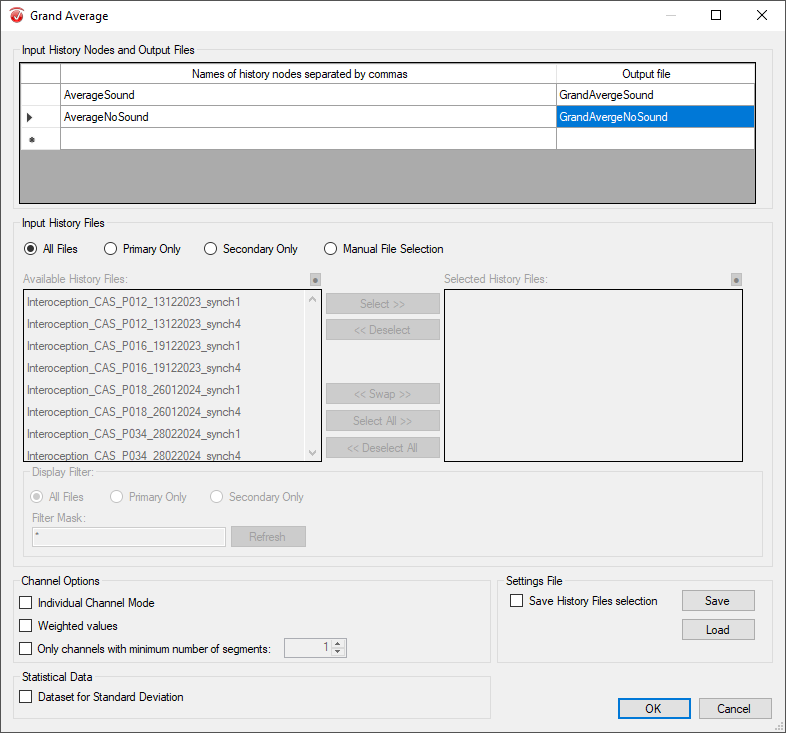 Grand Average
Input History Nodes and Output Files
Names of history nodes separated by commas Output file
AverageSound GrandAvergeSound
AverageNoSound GrandAvergeNoSound
Input History Files
All Files Primary Only Secondary Only Manual File Selection
Available History Files: Selected History Files:
Interoception_CAS_P012_13122023_synch1
Interoception_CAS_P012_13122023_synch4
Interoception_CAS_P016_19122023_synch1
Interoception_CAS_P016_19122023_synch4
Interoception_CAS_P018_26012024_synch1
Interoception_CAS_P018_26012024_synch4
Interoception_CAS_P034_28022024_synch1
Interoception_CAS_P034_28022024_synch4
Select >>
<< Deselect
<< Swap >>
Select All >>
<< Deselect All
Display Filter:
All Files Primary Only Secondary Only
Filter Mask:
* Refresh
Channel Options
Individual Channel Mode
Weighted values
Only channels with minimum number of segments: 1
Settings File
Save History Files selection Save
Load
Statistical Data
Dataset for Standard Deviation
OK Cancel